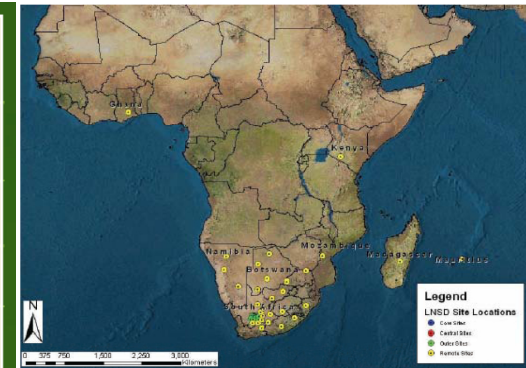 Ghana
Kenya
Mozambique
Namibia
Madagascar
Mauritius
Botswana
South Africa
N
0 375 750 1,500 2,250 3,000
Kilometers
Legend
LNSD Site Locations
Core Sites
Central Sites
Outer Sites
Remote Sites